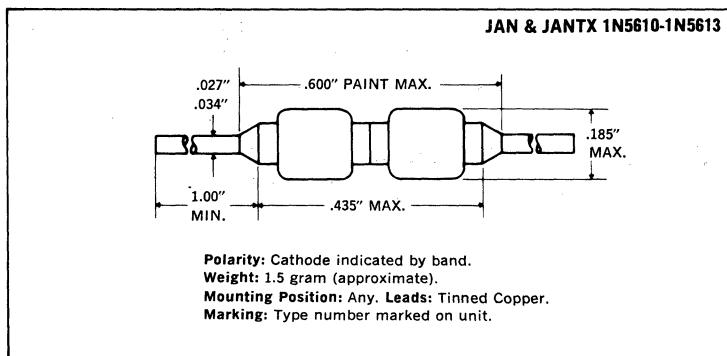 JAN & JANTX 1N5610-1N5613
.027"
.034"
.600" PAINT MAX.
.185"
MAX.
1.00"
MIN.
.435" MAX.
Polarity: Cathode indicated by band.
Weight: 1.5 gram (approximate).
Mounting Position: Any. Leads: Tinned Copper.
Marking: Type number marked on unit.